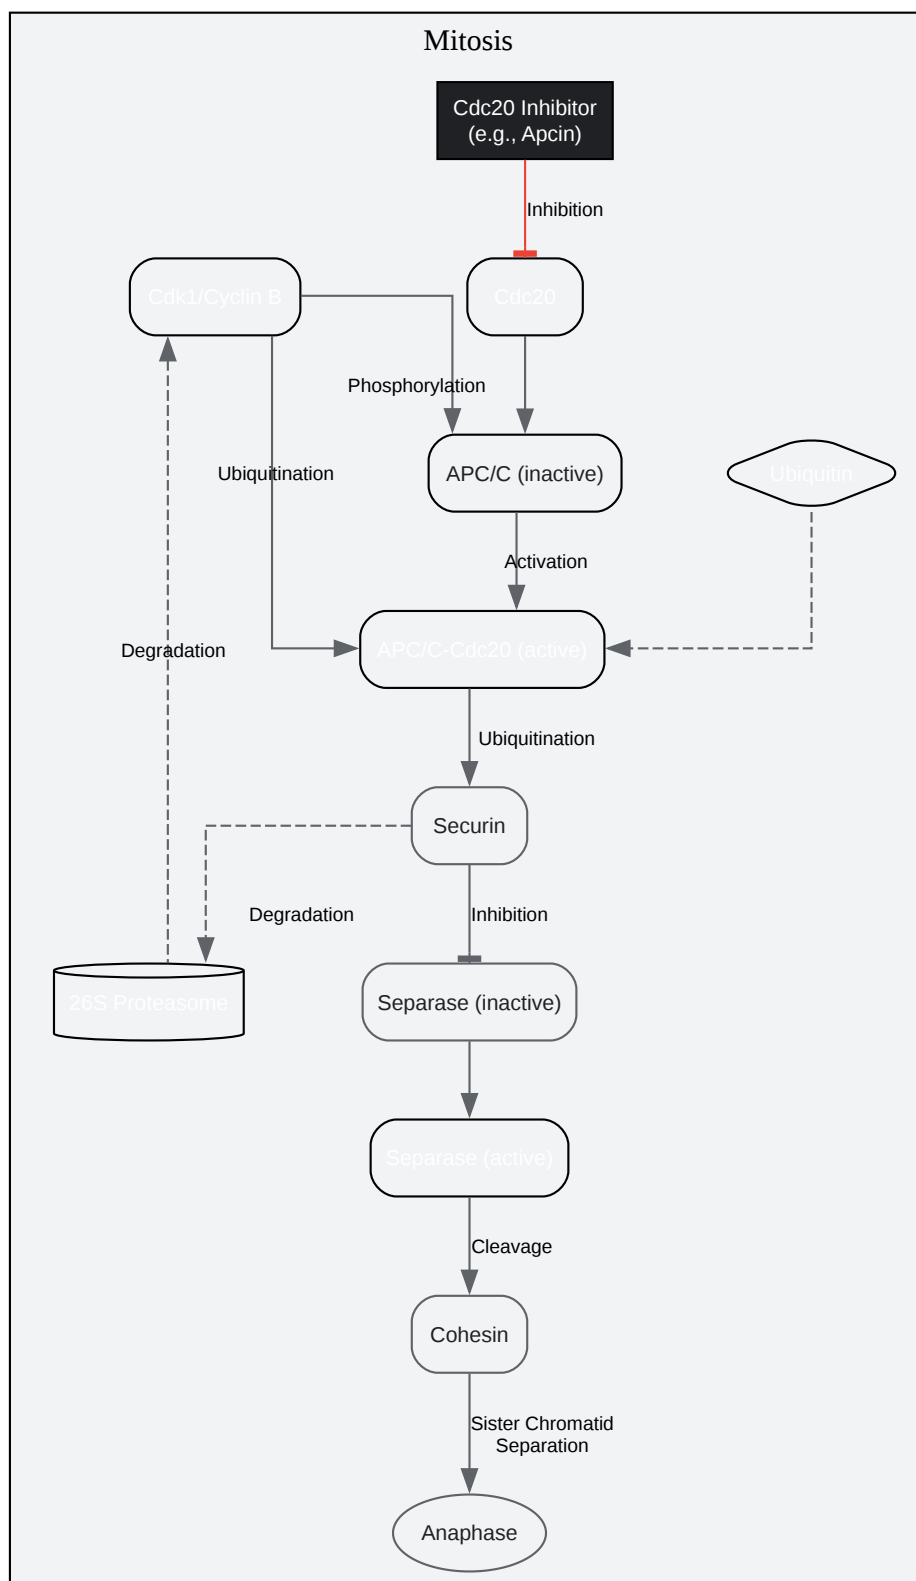 Mitosis
Cdc20 Inhibitor
(e.g., Apcin)
Inhibition
Cdk1/Cyclin B
Cdc20
Phosphorylation
Ubiquitination
APC/C (inactive)
Ubiquitin
Activation
Degradation
APC/C-Cdc20 (active)
Ubiquitination
Securin
Degradation
Inhibition
26S Proteasome
Separase (inactive)
Separase (active)
Cleavage
Cohesin
Sister Chromatid
Separation
Anaphase